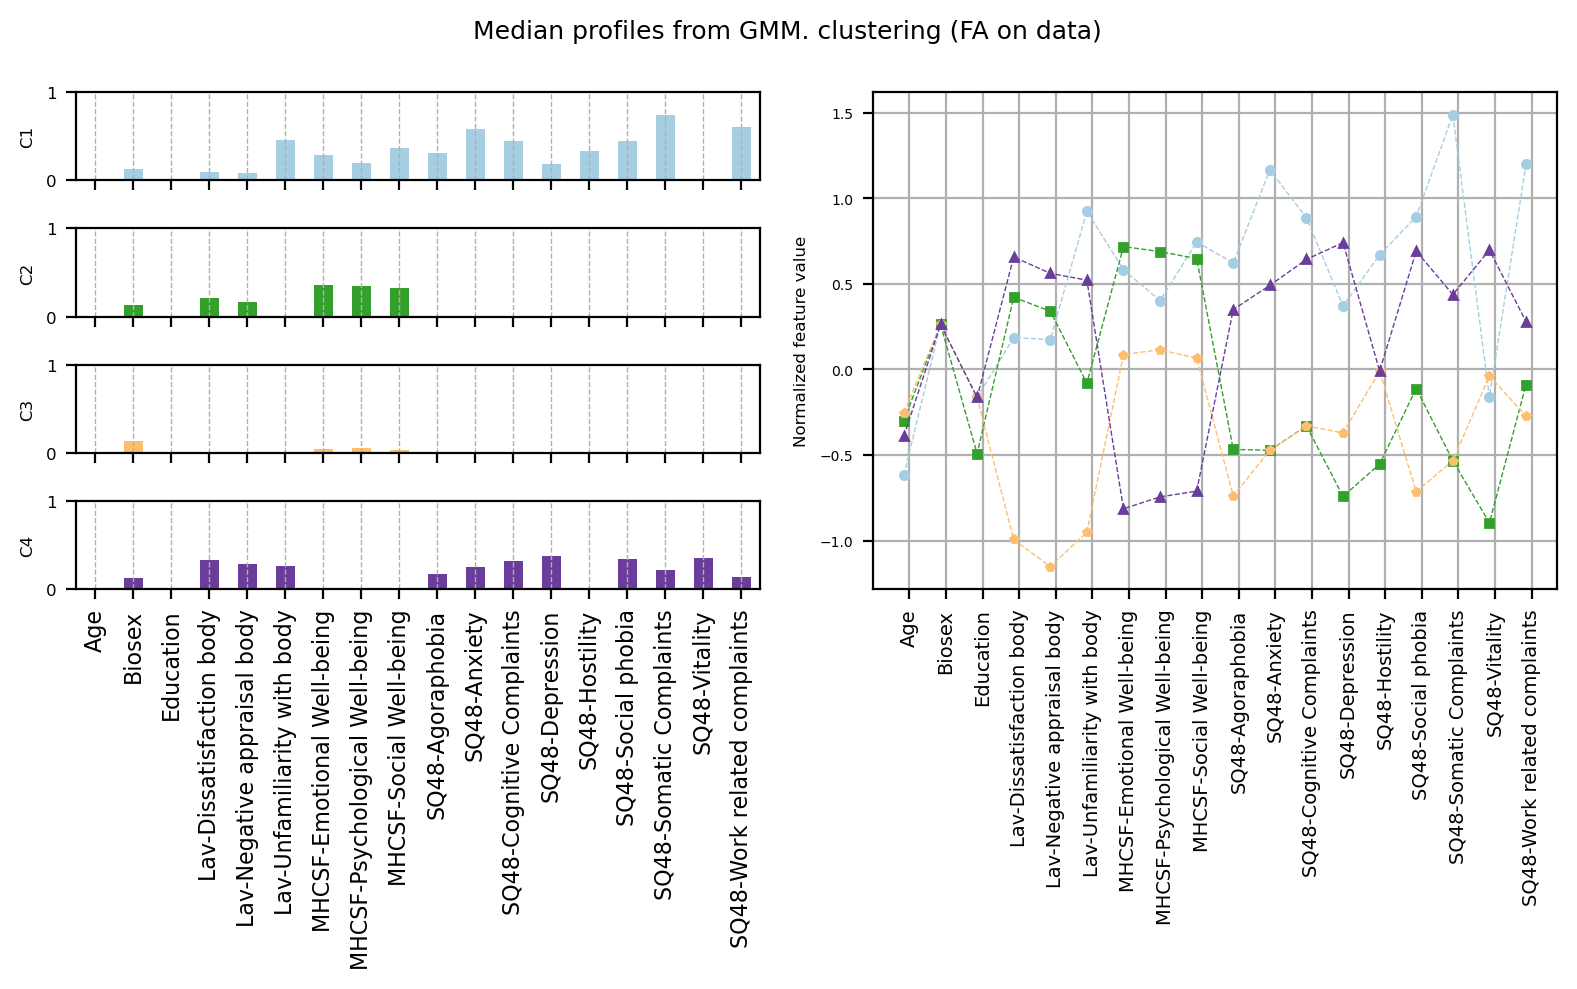 Median profiles from GMM. clustering (FA on data)
1
C1
0
1
C2
0
1
C3
0
1
C4
0
Age
Biosex
Education
Lav-Dissatisfaction body
Lav-Negative appraisal body
Lav-Unfamiliarity with body
MHCSF-Emotional Well-being
MHCSF-Psychological Well-being
MHCSF-Social Well-being
SQ48-Agoraphobia
SQ48-Anxiety
SQ48-Cognitive Complaints
SQ48-Depression
SQ48-Hostility
SQ48-Social phobia
SQ48-Somatic Complaints
SQ48-Vitality
SQ48-Work related complaints
Normalized feature value
1.5
1.0
0.5
0.0
−0.5
−1.0
Age
Biosex
Education
Lav-Dissatisfaction body
Lav-Negative appraisal body
Lav-Unfamiliarity with body
MHCSF-Emotional Well-being
MHCSF-Psychological Well-being
MHCSF-Social Well-being
SQ48-Agoraphobia
SQ48-Anxiety
SQ48-Cognitive Complaints
SQ48-Depression
SQ48-Hostility
SQ48-Social phobia
SQ48-Somatic Complaints
SQ48-Vitality
SQ48-Work related complaints